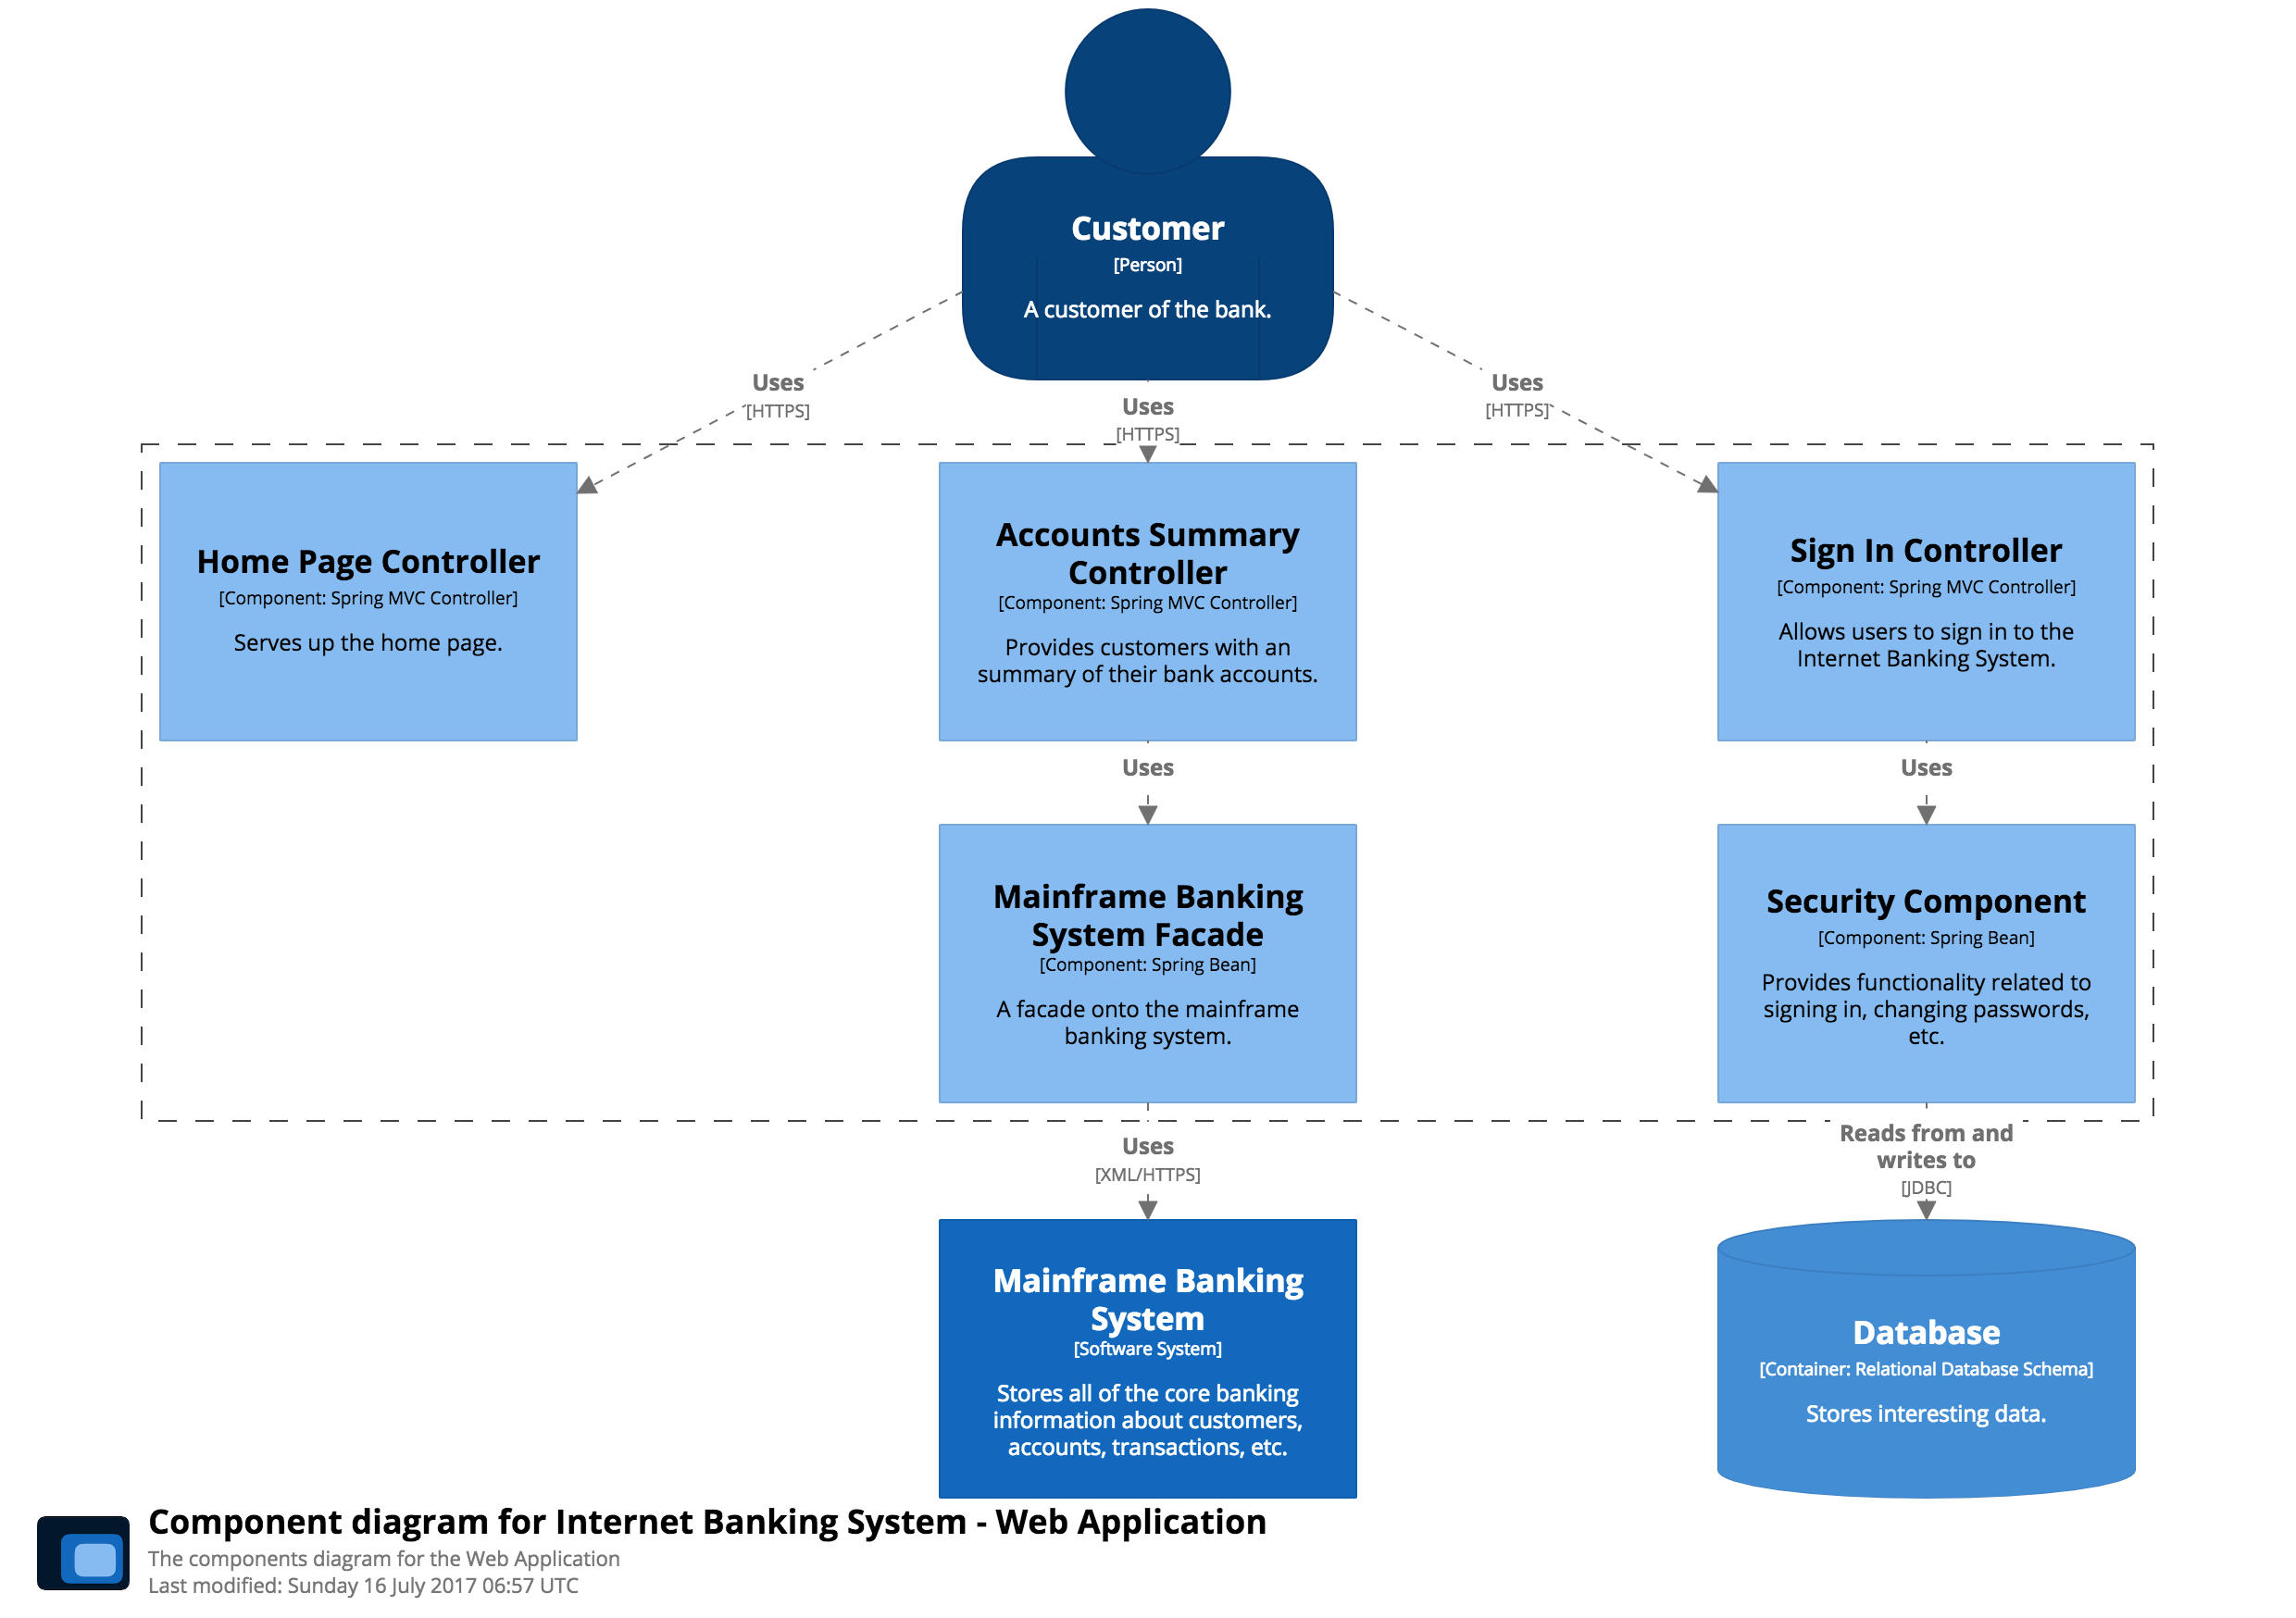 Customer
[Person]
A customer of the bank.
Uses
[HTTPS]
Uses
[HTTPS]
Uses
[HTTPS]
Home Page Controller
[Component: Spring MVC Controller]
Serves up the home page.
Accounts Summary
Controller
[Component: Spring MVC Controller]
Provides customers with an
summary of their bank accounts.
Sign In Controller
[Component: Spring MVC Controller]
Allows users to sign in to the
Internet Banking System.
Uses
Uses
Mainframe Banking
System Facade
[Component: Spring Bean]
A facade onto the mainframe
banking system.
Security Component
[Component: Spring Bean]
Provides functionality related to
signing in, changing passwords,
etc.
Uses
[XML/HTTPS]
Reads from and
writes to
[JDBC]
Mainframe Banking
System
[Software System]
Stores all of the core banking
information about customers,
accounts, transactions, etc.
Database
[Container: Relational Database Schema]
Stores interesting data.
Component diagram for Internet Banking System - Web Application
The components diagram for the Web Application
Last modified: Sunday 16 July 2017 06:57 UTC